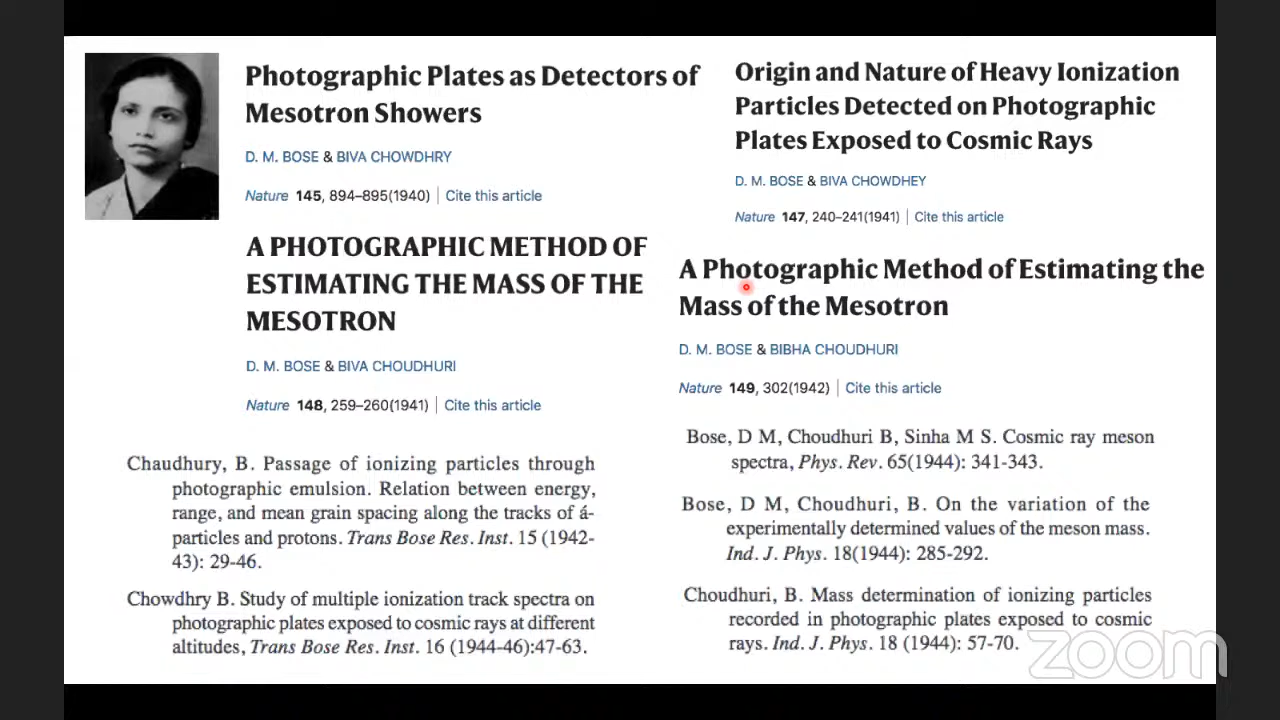 Photographic Plates as Detectors of
Mesotron Showers
D. M. BOSE & BIVA CHOWDHRY
Nature 145, 894–895(1940) | Cite this article
Origin and Nature of Heavy Ionization
Particles Detected on Photographic
Plates Exposed to Cosmic Rays
D. M. BOSE & BIVA CHOWDHEY
Nature 147, 240–241(1941) | Cite this article
A PHOTOGRAPHIC METHOD OF
ESTIMATING THE MASS OF THE
MESOTRON
D. M. BOSE & BIVA CHOUDHURI
Nature 148, 259–260(1941) | Cite this article
A Photographic Method of Estimating the
Mass of the Mesotron
D. M. BOSE & BIBHA CHOUDHURI
Nature 149, 302(1942) | Cite this article
Chaudhury, B. Passage of ionizing particles through
photographic emulsion. Relation between energy,
range, and mean grain spacing along the tracks of á-
particles and protons. Trans Bose Res. Inst. 15 (1942-
43): 29-46.
Chowdhry B. Study of multiple ionization track spectra on
photographic plates exposed to cosmic rays at different
altitudes, Trans Bose Res. Inst. 16 (1944-46):47-63.
Bose, D M, Choudhuri B, Sinha M S. Cosmic ray meson
spectra, Phys. Rev. 65(1944): 341-343.
Bose, D M, Choudhuri, B. On the variation of the
experimentally determined values of the meson mass.
Ind. J. Phys. 18(1944): 285-292.
Choudhuri, B. Mass determination of ionizing particles
recorded in photographic plates exposed to cosmic
rays. Ind. J. Phys. 18 (1944): 57-70.
zoom